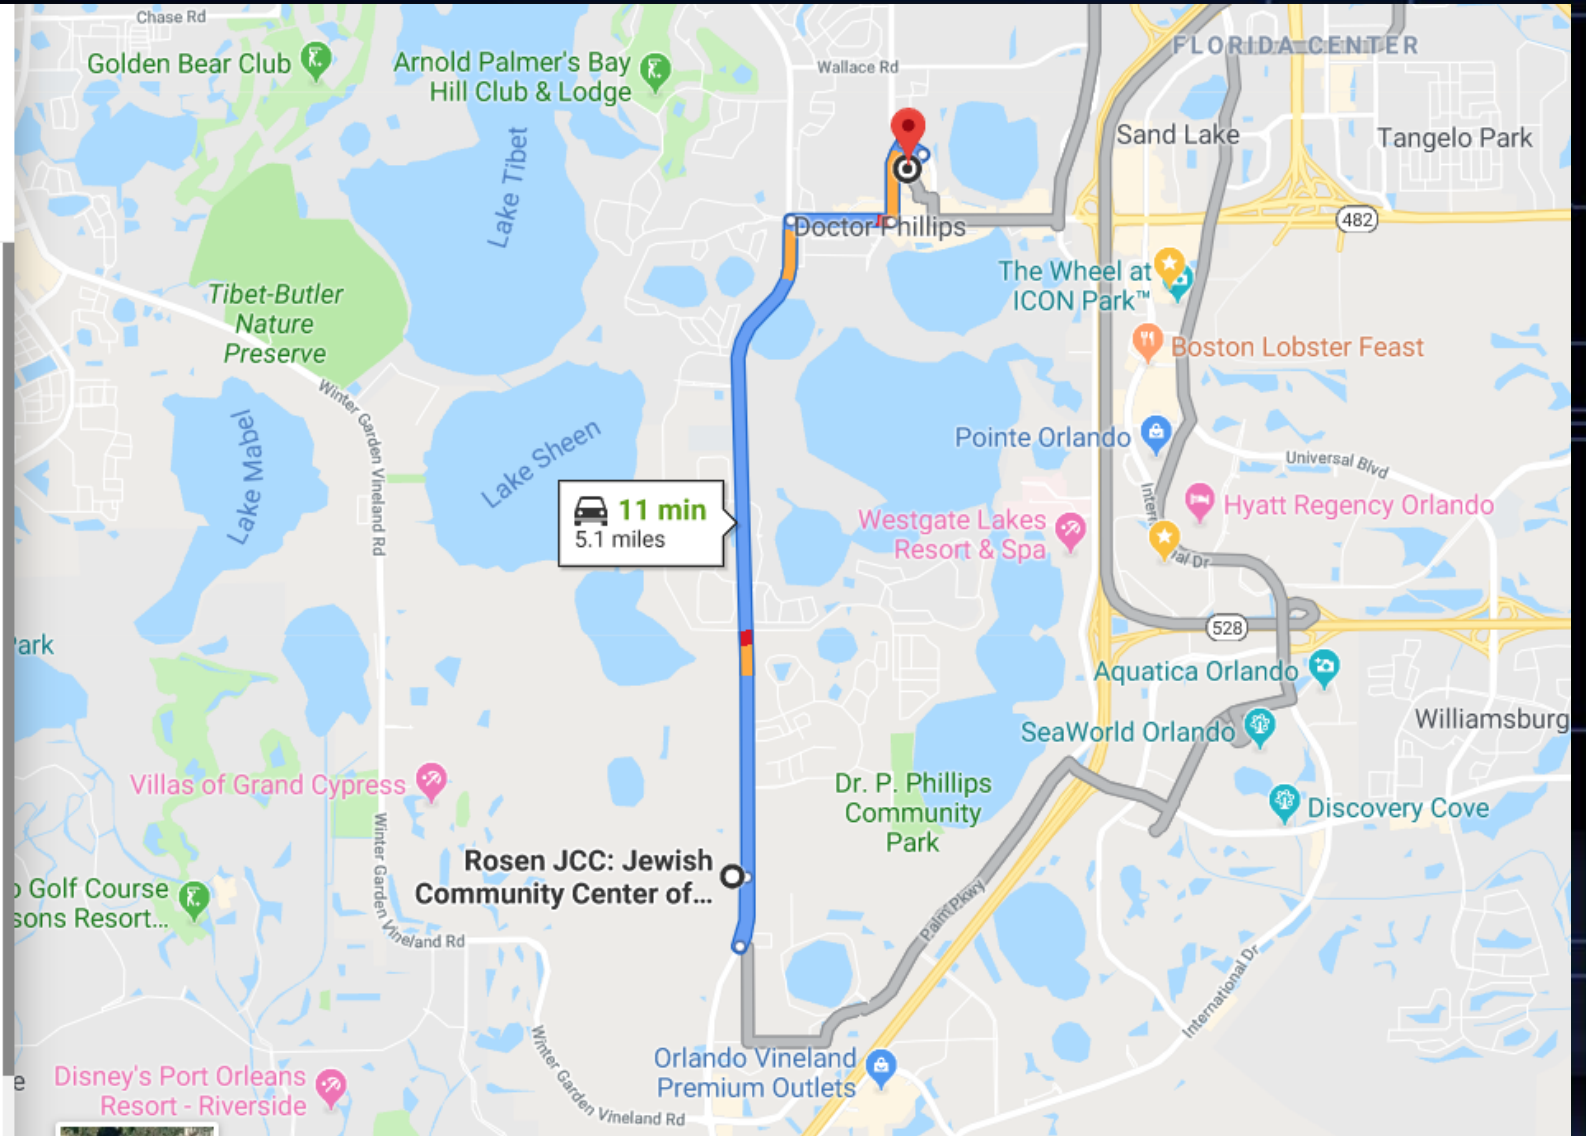 Chase Rd
Golden Bear Club
Arnold Palmer's Bay
Hill Club & Lodge
Wallace Rd
FLORIDA CENTER
Sand Lake
Tangelo Park
Lake Tibet
482
Doctor Phillips
The Wheel at
ICON Park™
Tibet-Butler
Nature
Preserve
Boston Lobster Feast
Winter Garden Vineland Rd
Lake Mabel
Lake Sheen
Pointe Orlando
Universal Blvd
11 min
5.1 miles
Westgate Lakes
Resort & Spa
Hyatt Regency Orlando
Intern
al Dr
528
Park
Aquatica Orlando
SeaWorld Orlando
Williamsburg
Villas of Grand Cypress
Dr. P. Phillips
Community
Park
Discovery Cove
Winter Garden Vineland Rd
Rosen JCC: Jewish
Community Center of...
o Golf Course
sons Resort...
Palm Pkwy
International Dr
Winter Garden Vineland Rd
Orlando Vineland
Premium Outlets
e
Disney's Port Orleans
Resort - Riverside